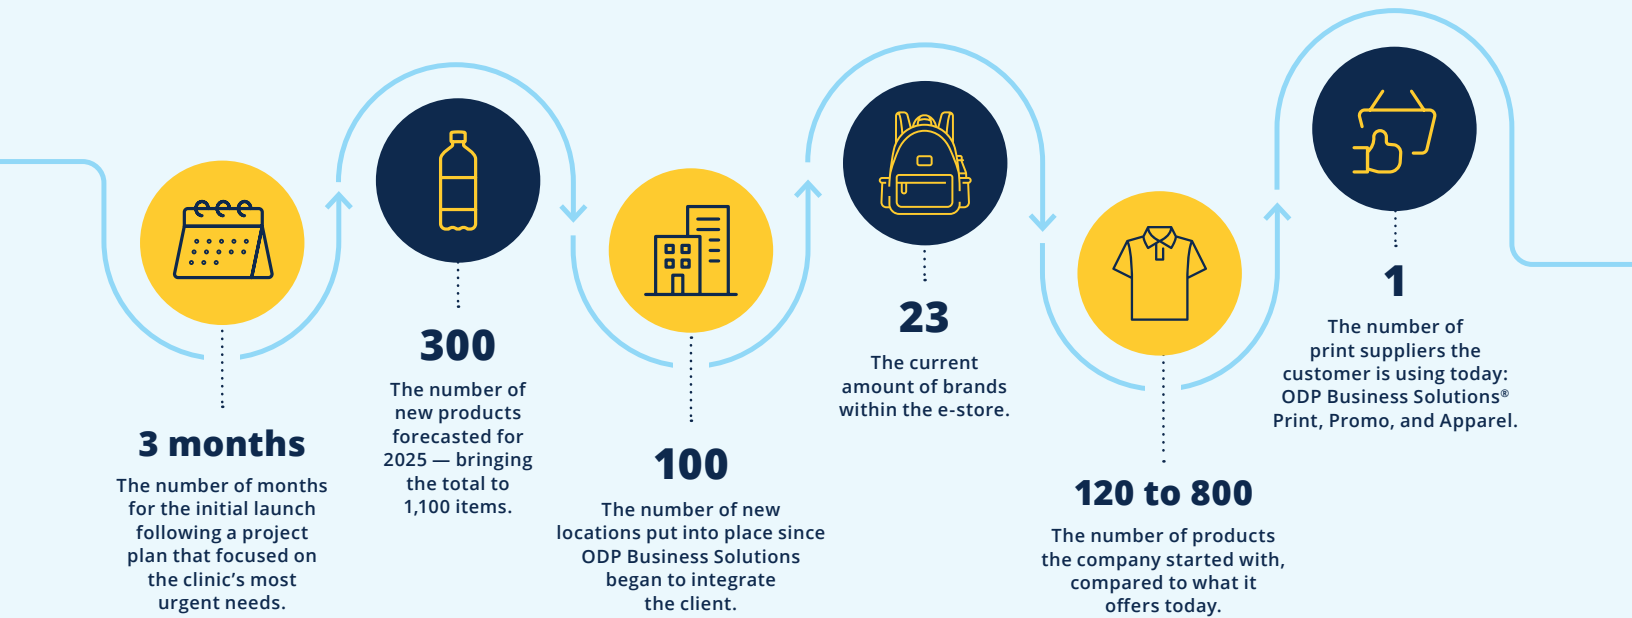 3 months
The number of months
for the initial launch
following a project
plan that focused on
the clinic’s most
urgent needs.
300
The number of
new products
forecasted for
2025 — bringing
the total to
1,100 items.
100
The number of new
locations put into place since
ODP Business Solutions
began to integrate
the client.
23
The current
amount of brands
within the e-store.
120 to 800
The number of products
the company started with,
compared to what it
offers today.
1
The number of
print suppliers the
customer is using today:
ODP Business Solutions®
Print, Promo, and Apparel.